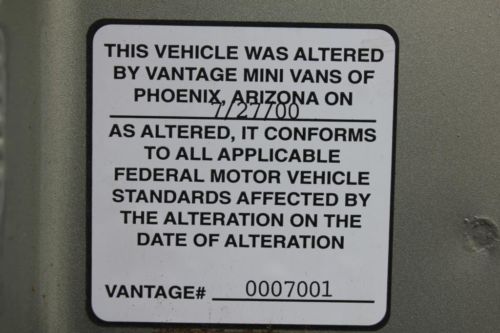 THIS VEHICLE WAS ALTERED
BY VANTAGE MINI VANS OF
PHOENIX, ARIZONA ON
7/27/00
AS ALTERED, IT CONFORMS
TO ALL APPLICABLE
FEDERAL MOTOR VEHICLE
STANDARDS AFFECTED BY
THE ALTERATION ON THE
DATE OF ALTERATION
VANTAGE# 0007001